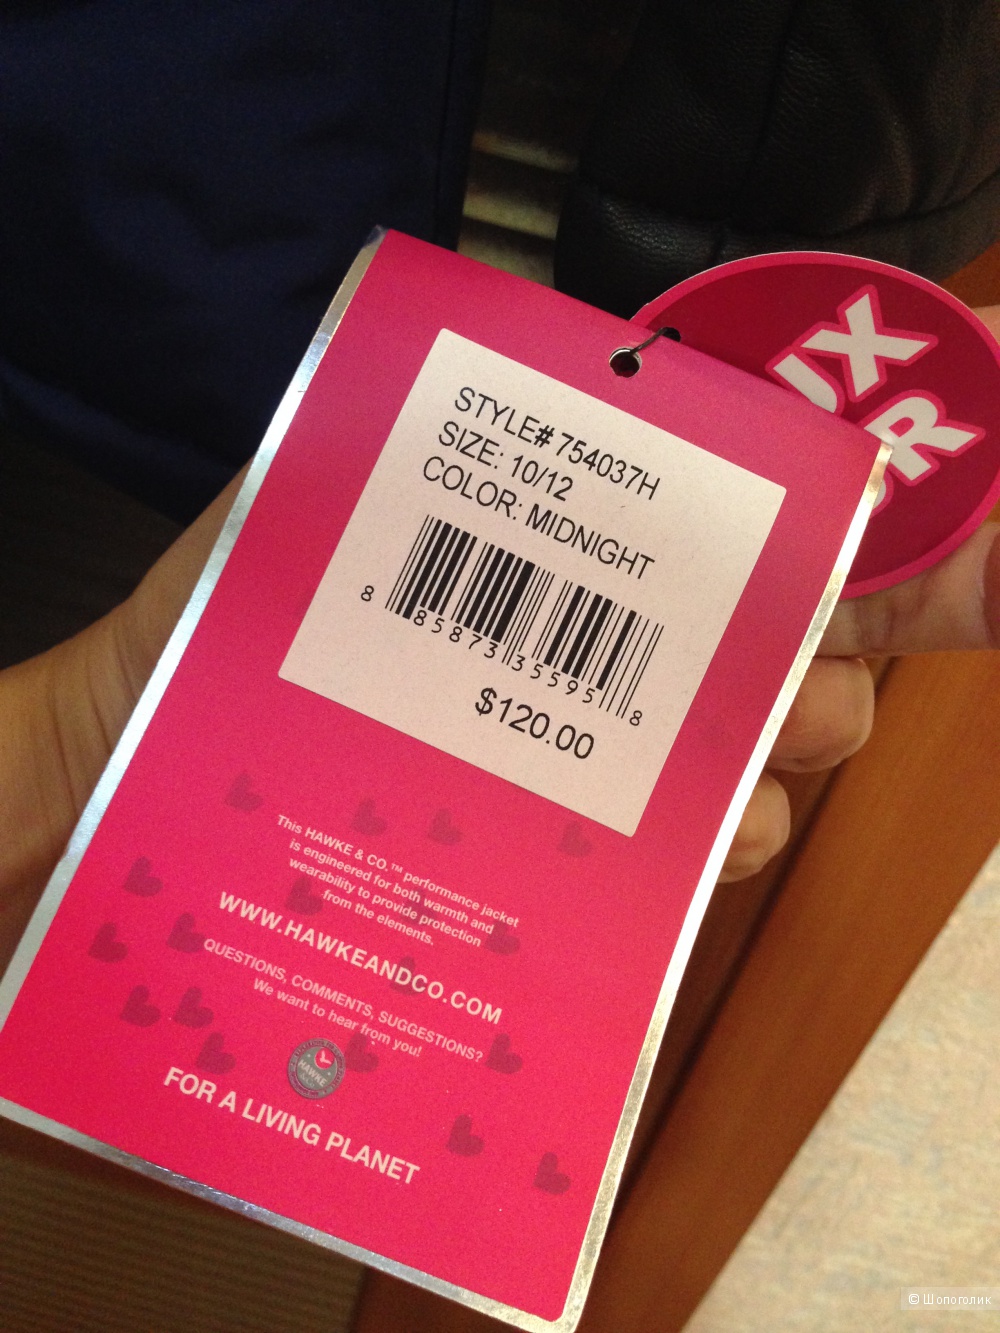 STYLE# 754037H
SIZE: 10/12
COLOR: MIDNIGHT
8 85873 35595 8
$120.00
This HAWKE & CO.™ performance jacket
is engineered for both warmth and
wearability to provide protection
from the elements.
WWW.HAWKEANDCO.COM
QUESTIONS, COMMENTS, SUGGESTIONS?
We want to hear from you!
HAWKE
FOR A LIVING PLANET
© Шопоголик